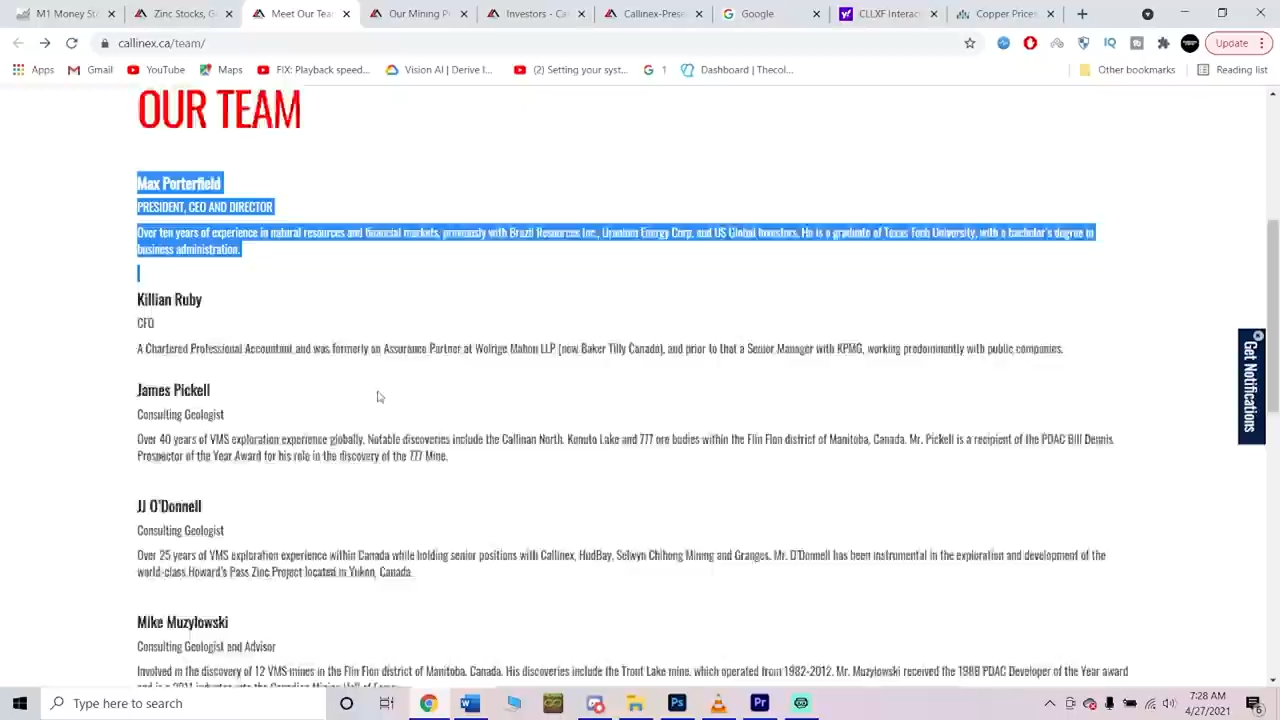 M1 Money Sto
Zinc Stocks, G
Meet Our Tea
Our Mining P
Investors - Ca
Callinex-Prese
Google
CLLXF Interac
Copper Prices
callinex.ca/team/
Update
Apps
Gmail
YouTube
Maps
FIX: Playback speed...
Vision AI | Derive I...
(2) Setting your syst...
1
Dashboard | Thecol...
Other bookmarks
Reading list
OUR TEAM
Max Porterfield
PRESIDENT, CEO AND DIRECTOR
Over ten years of experience in natural resources and financial markets, previously with Brazil Resources Inc., Uranium Energy Corp. and US Global Investors. He is a graduate of Texas Tech University, with a bachelor's degree in
business administration.
Killian Ruby
CFO
A Chartered Professional Accountant and was formerly an Assurance Partner at Wolrige Mahon LLP (now Baker Tilly Canada), and prior to that a Senior Manager with KPMG, working predominantly with public companies.
James Pickell
Consulting Geologist
Over 40 years of VMS exploration experience globally. Notable discoveries include the Callinan North, Konuto Lake and 777 ore bodies within the Flin Flon district of Manitoba, Canada. Mr. Pickell is a recipient of the PDAC Bill Dennis
Prospector of the Year Award for his role in the discovery of the 777 Mine.
JJ O'Donnell
Consulting Geologist
Over 25 years of VMS exploration experience within Canada while holding senior positions with Callinex, HudBay, Selwyn Chihong Mining and Granges. Mr. O'Donnell has been instrumental in the exploration and development of the
world-class Howard's Pass Zinc Project located in Yukon, Canada.
Mike Muzylowski
Consulting Geologist and Advisor
Involved in the discovery of 12 VMS mines in the Flin Flon district of Manitoba, Canada. His discoveries include the Trout Lake mine, which operated from 1982-2012. Mr. Muzylowski received the 1988 PDAC Developer of the Year award
Get Notifications
Type here to search
7:28 AM
4/27/2021
6